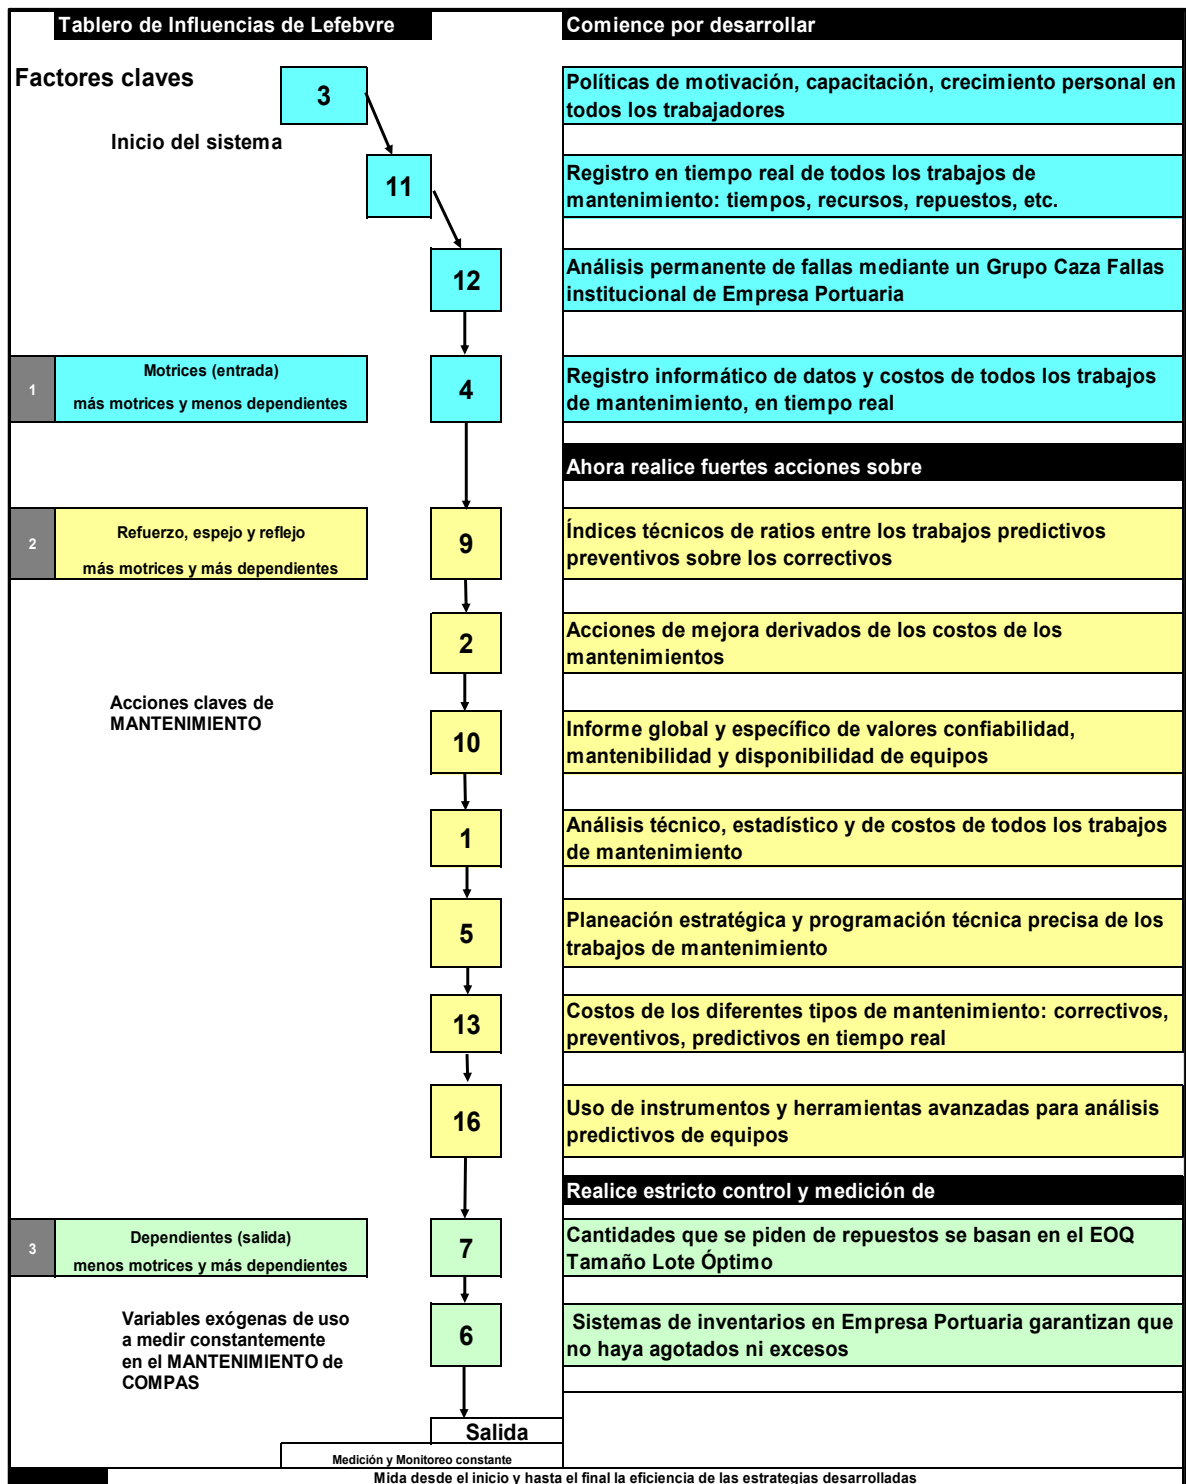 Tablero de Influencias de Lefebvre
Comience por desarrollar
Factores claves
3
Políticas de motivación, capacitación, crecimiento personal en
todos los trabajadores
Inicio del sistema
11
Registro en tiempo real de todos los trabajos de
mantenimiento: tiempos, recursos, repuestos, etc.
12
Análisis permanente de fallas mediante un Grupo Caza Fallas
institucional de Empresa Portuaria
1
Motrices (entrada)
más motrices y menos dependientes
4
Registro informático de datos y costos de todos los trabajos
de mantenimiento, en tiempo real
Ahora realice fuertes acciones sobre
2
Refuerzo, espejo y reflejo
más motrices y más dependientes
9
Índices técnicos de ratios entre los trabajos predictivos
preventivos sobre los correctivos
2
Acciones de mejora derivados de los costos de los
mantenimientos
Acciones claves de
MANTENIMIENTO
10
Informe global y específico de valores confiabilidad,
mantenibilidad y disponibilidad de equipos
1
Análisis técnico, estadístico y de costos de todos los trabajos
de mantenimiento
5
Planeación estratégica y programación técnica precisa de los
trabajos de mantenimiento
13
Costos de los diferentes tipos de mantenimiento: correctivos,
preventivos, predictivos en tiempo real
16
Uso de instrumentos y herramientas avanzadas para análisis
predictivos de equipos
Realice estricto control y medición de
3
Dependientes (salida)
menos motrices y más dependientes
7
Cantidades que se piden de repuestos se basan en el EOQ
Tamaño Lote Óptimo
Variables exógenas de uso
a medir constantemente
en el MANTENIMIENTO de
COMPAS
6
Sistemas de inventarios en Empresa Portuaria garantizan que
no haya agotados ni excesos
Salida
Medición y Monitoreo constante
Mida desde el inicio y hasta el final la eficiencia de las estrategias desarrolladas